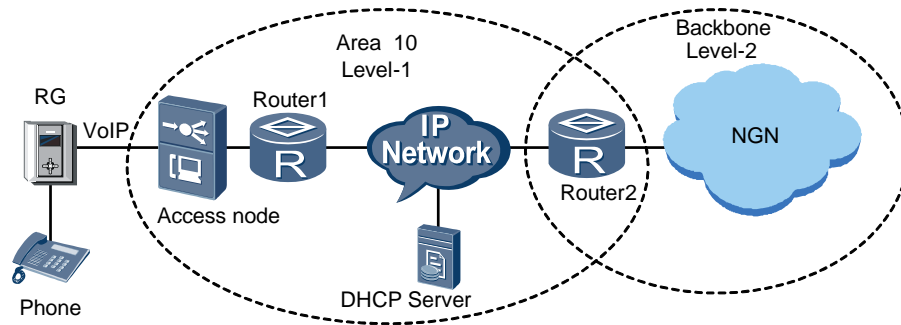 Area 10
Level-1
Backbone
Level-2
RG
VoIP
Router1
R
IP
Network
R
Router2
NGN
Access node
DHCP Server
Phone